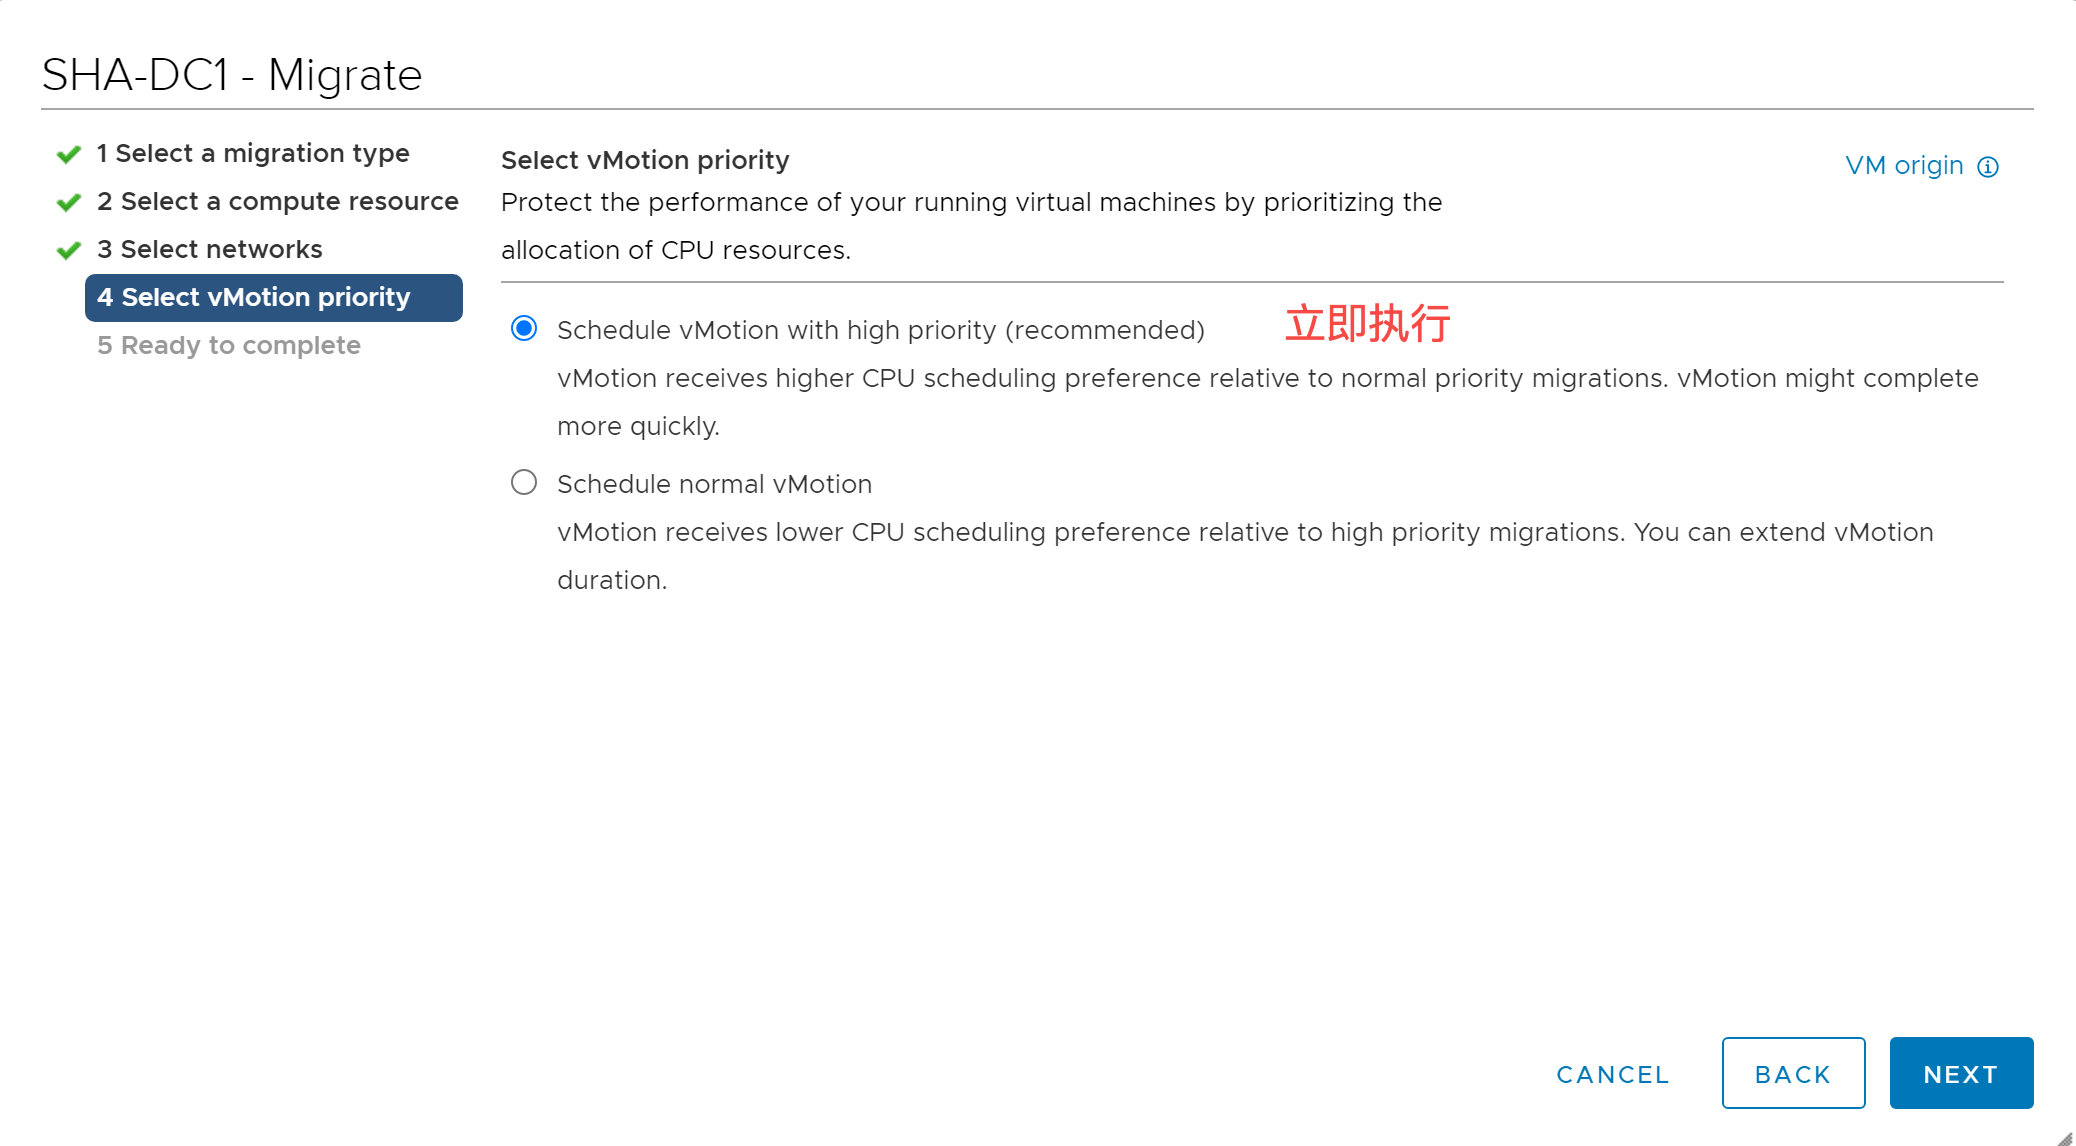 SHA-DC1 - Migrate
1 Select a migration type
2 Select a compute resource
3 Select networks
4 Select vMotion priority
5 Ready to complete
Select vMotion priority
VM origin
Protect the performance of your running virtual machines by prioritizing the
allocation of CPU resources.
Schedule vMotion with high priority (recommended)
立即执行
vMotion receives higher CPU scheduling preference relative to normal priority migrations. vMotion might complete
more quickly.
Schedule normal vMotion
vMotion receives lower CPU scheduling preference relative to high priority migrations. You can extend vMotion
duration.
CANCEL
BACK
NEXT